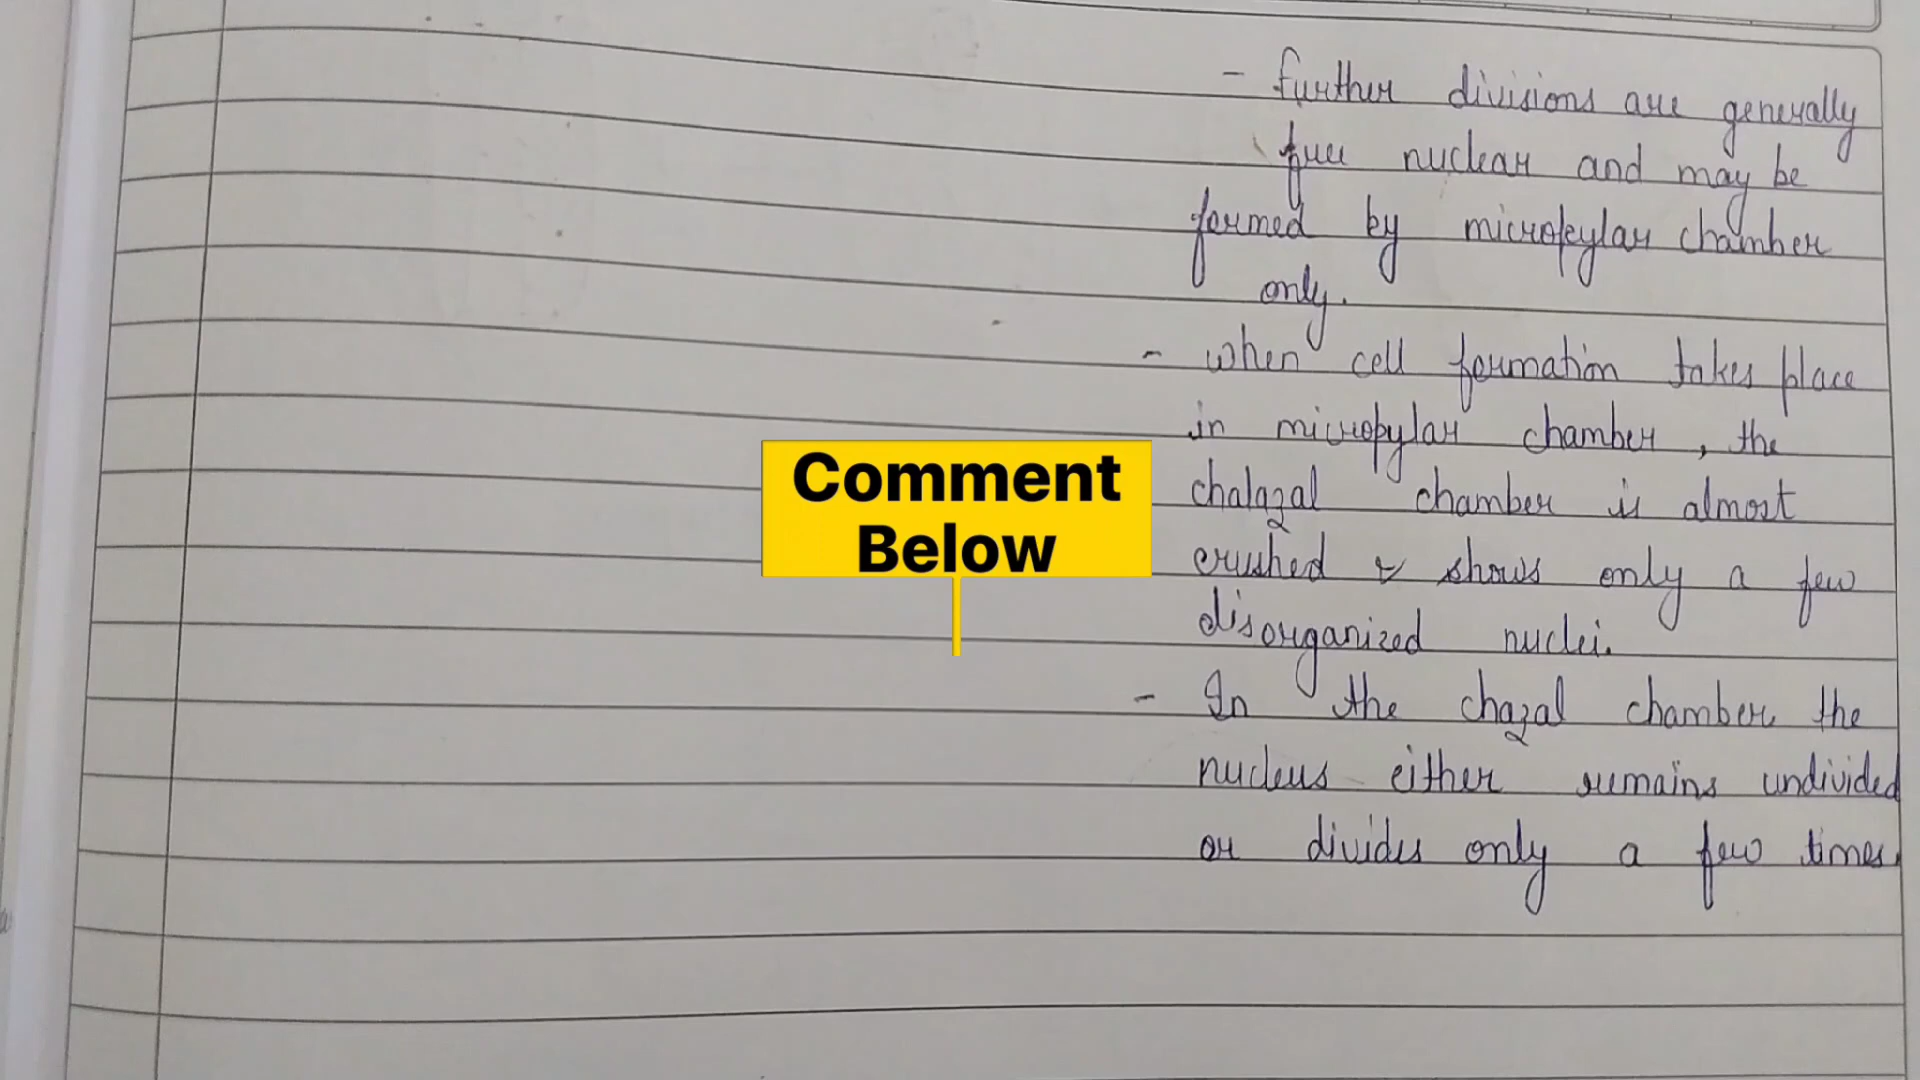 - further divisions are generally
free nuclear and may be
formed by micropylar chamber
only.
- when cell formation takes place
in micropylar chamber, the
chalazal chamber is almost
crushed & shows only a few
disorganized nuclei.
- In the chazal chamber the
nucleus either remains undivided
or divides only a few times.
Comment
Below